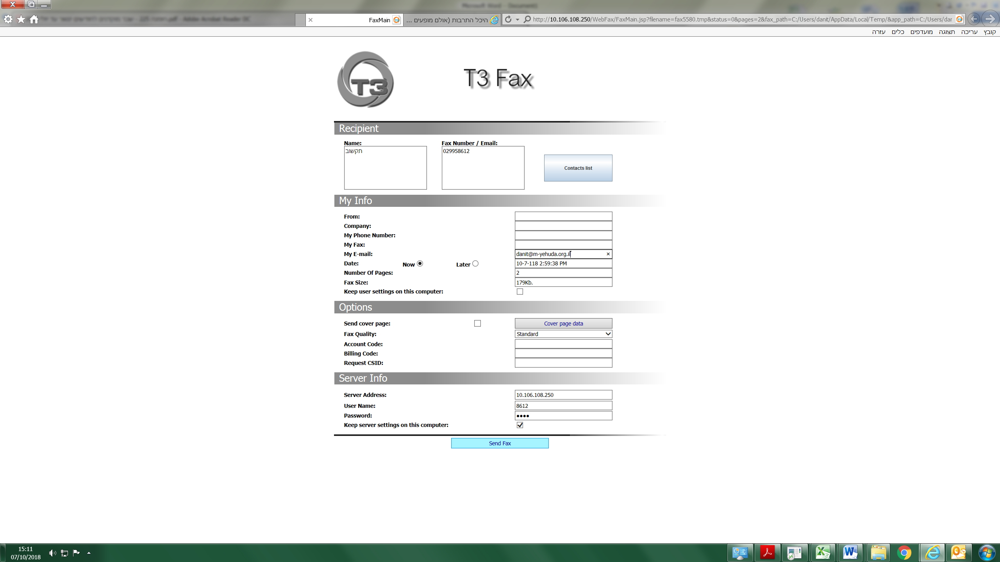 Microsoft Word - Document1
FaxMain
היכל התרבות (אולם מופעים ...
http://10.106.108.250/WebFax/FaxMain.jsp?filename=fax5580.tmp&status=0&pages=2&fax_path=C:/Users/danit/AppData/Local/Temp/&app_path=C:/Users/dar
קובץ עריכה תצוגה מועדפים כלים עזרה
T3
T3 Fax
Recipient
Name: Fax Number / Email:
תקשוב 029958612
Contacts list
My Info
From:
Company:
My Phone Number:
My Fax:
My E-mail: danit@m-yehuda.org.il
Date: Now Later 10-7-118 2:59:38 PM
Number Of Pages: 2
Fax Size: 179Kb.
Keep user settings on this computer:
Options
Send cover page: Cover page data
Fax Quality: Standard
Account Code:
Billing Code:
Request CSID:
Server Info
Server Address: 10.106.108.250
User Name: 8612
Password: ••••
Keep server settings on this computer:
Send Fax
15:11
07/10/2018